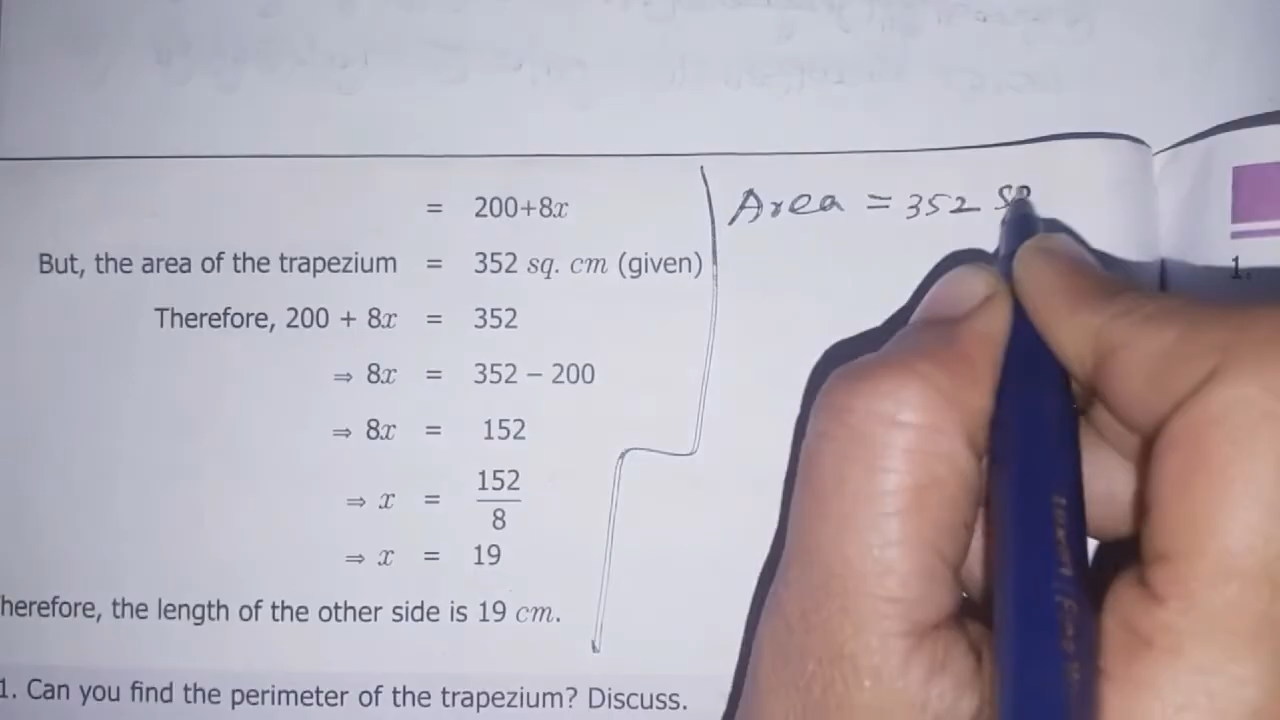 = 200+8x
But, the area of the trapezium = 352 sq. cm (given)
Therefore, 200 + 8x = 352
⇒ 8x = 352 – 200
⇒ 8x = 152
⇒ x = 152/8
⇒ x = 19
herefore, the length of the other side is 19 cm.
1. Can you find the perimeter of the trapezium? Discuss.
Area = 352 sq
1.